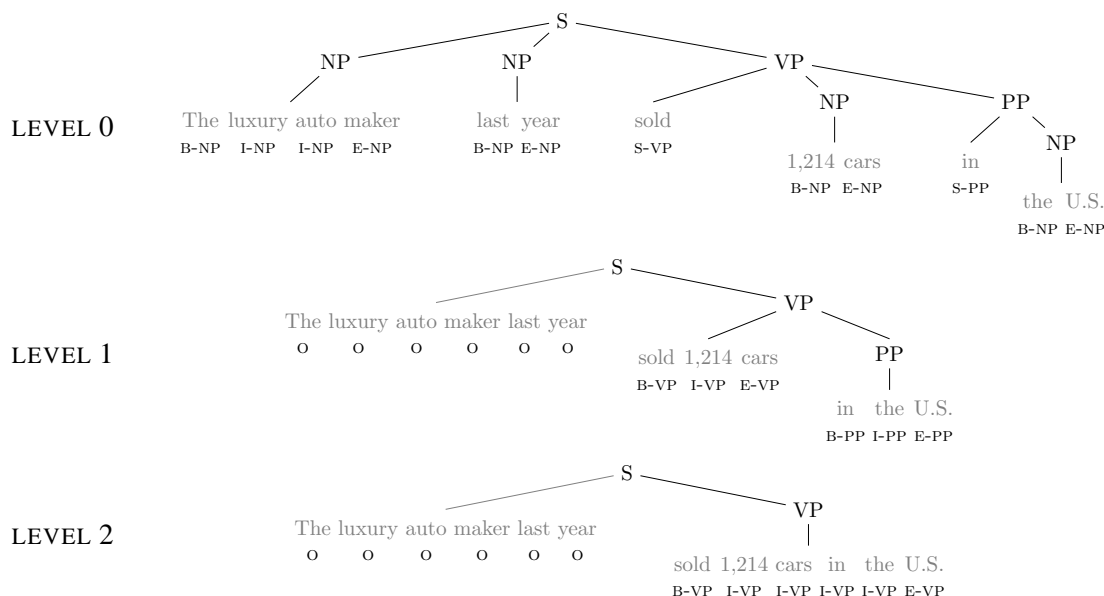 S
NP NP VP
LEVEL 0
The luxury auto maker last year sold NP PP
B-NP I-NP I-NP E-NP B-NP E-NP S-VP
1,214 cars in NP
B-NP E-NP S-PP
the U.S.
B-NP E-NP
S
VP
The luxury auto maker last year
O O O O O O
LEVEL 1
sold 1,214 cars PP
B-VP I-VP E-VP
in the U.S.
B-PP I-PP E-PP
S
VP
The luxury auto maker last year
LEVEL 2
O O O O O O
sold 1,214 cars in the U.S.
B-VP I-VP I-VP I-VP I-VP E-VP